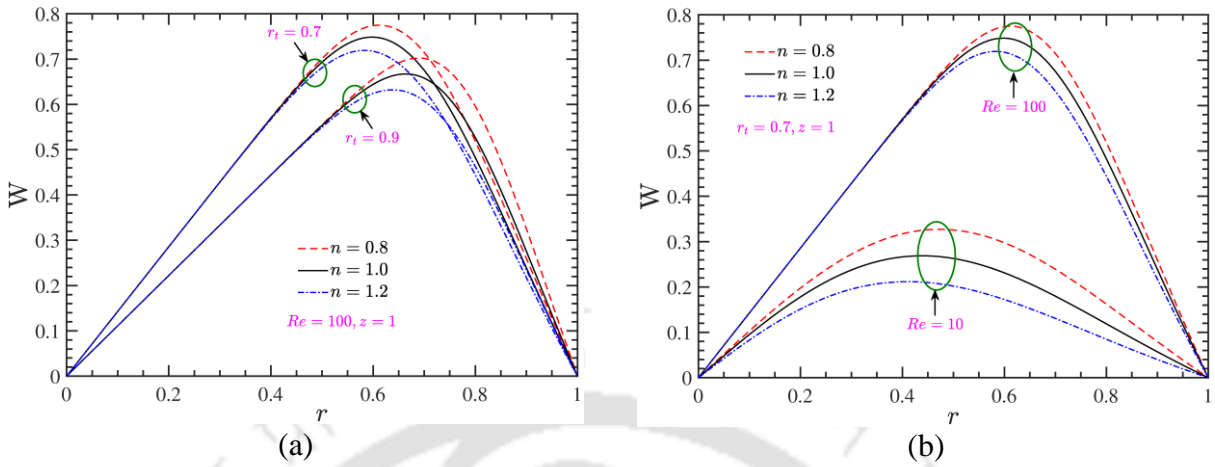 0.8
0.7
0.6
0.5
0.4
0.3
0.2
0.1
0
W
r_t = 0.7
r_t = 0.9
n = 0.8
n = 1.0
n = 1.2
Re = 100, z = 1
0 0.2 0.4 0.6 0.8 1
r
(a)
0.8
0.7
0.6
0.5
0.4
0.3
0.2
0.1
0
W
n = 0.8
n = 1.0
n = 1.2
r_t = 0.7, z = 1
Re = 100
Re = 10
0 0.2 0.4 0.6 0.8 1
r
(b)